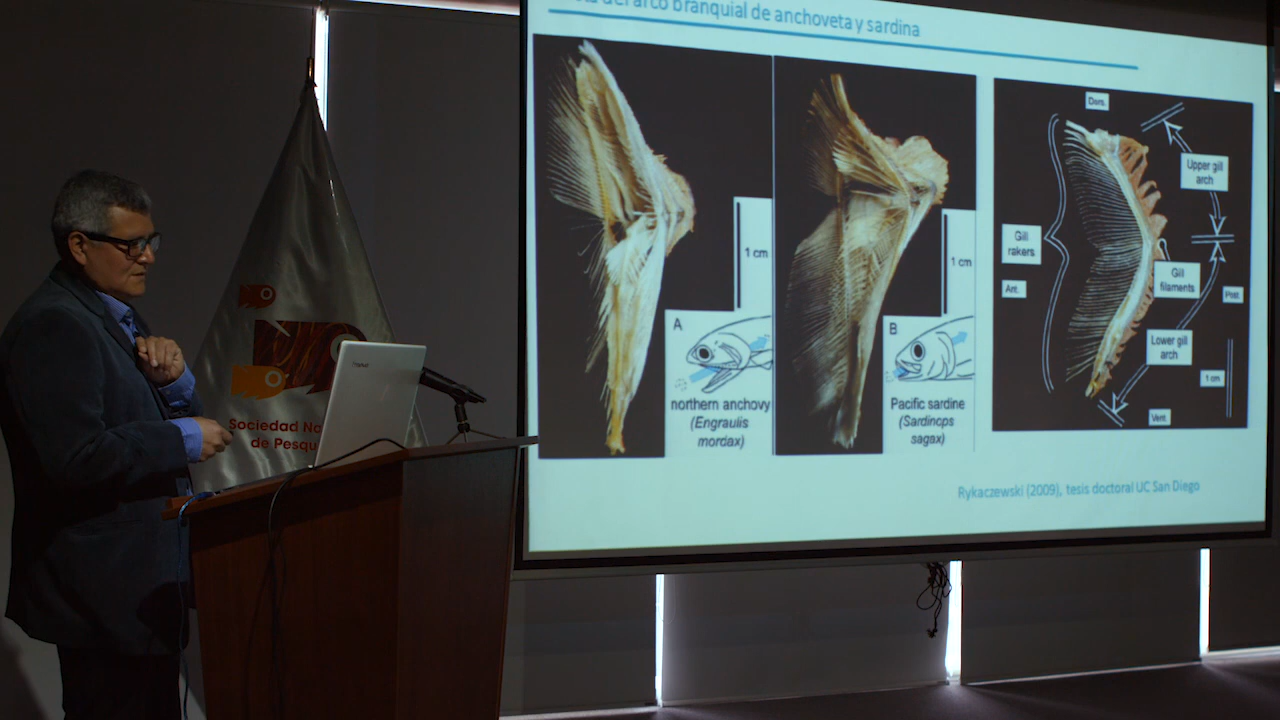 del arco branquial de anchoveta y sardina
1 cm
A
northern anchovy
(Engraulis
mordax)
1 cm
B
Pacific sardine
(Sardinops
sagax)
Dors.
Upper gill
arch
Gill
rakers
Ant.
Gill
filaments
Post.
Lower gill
arch
1 cm
Vent.
Rykaczewski (2009), tesis doctoral UC San Diego
Sociedad
de